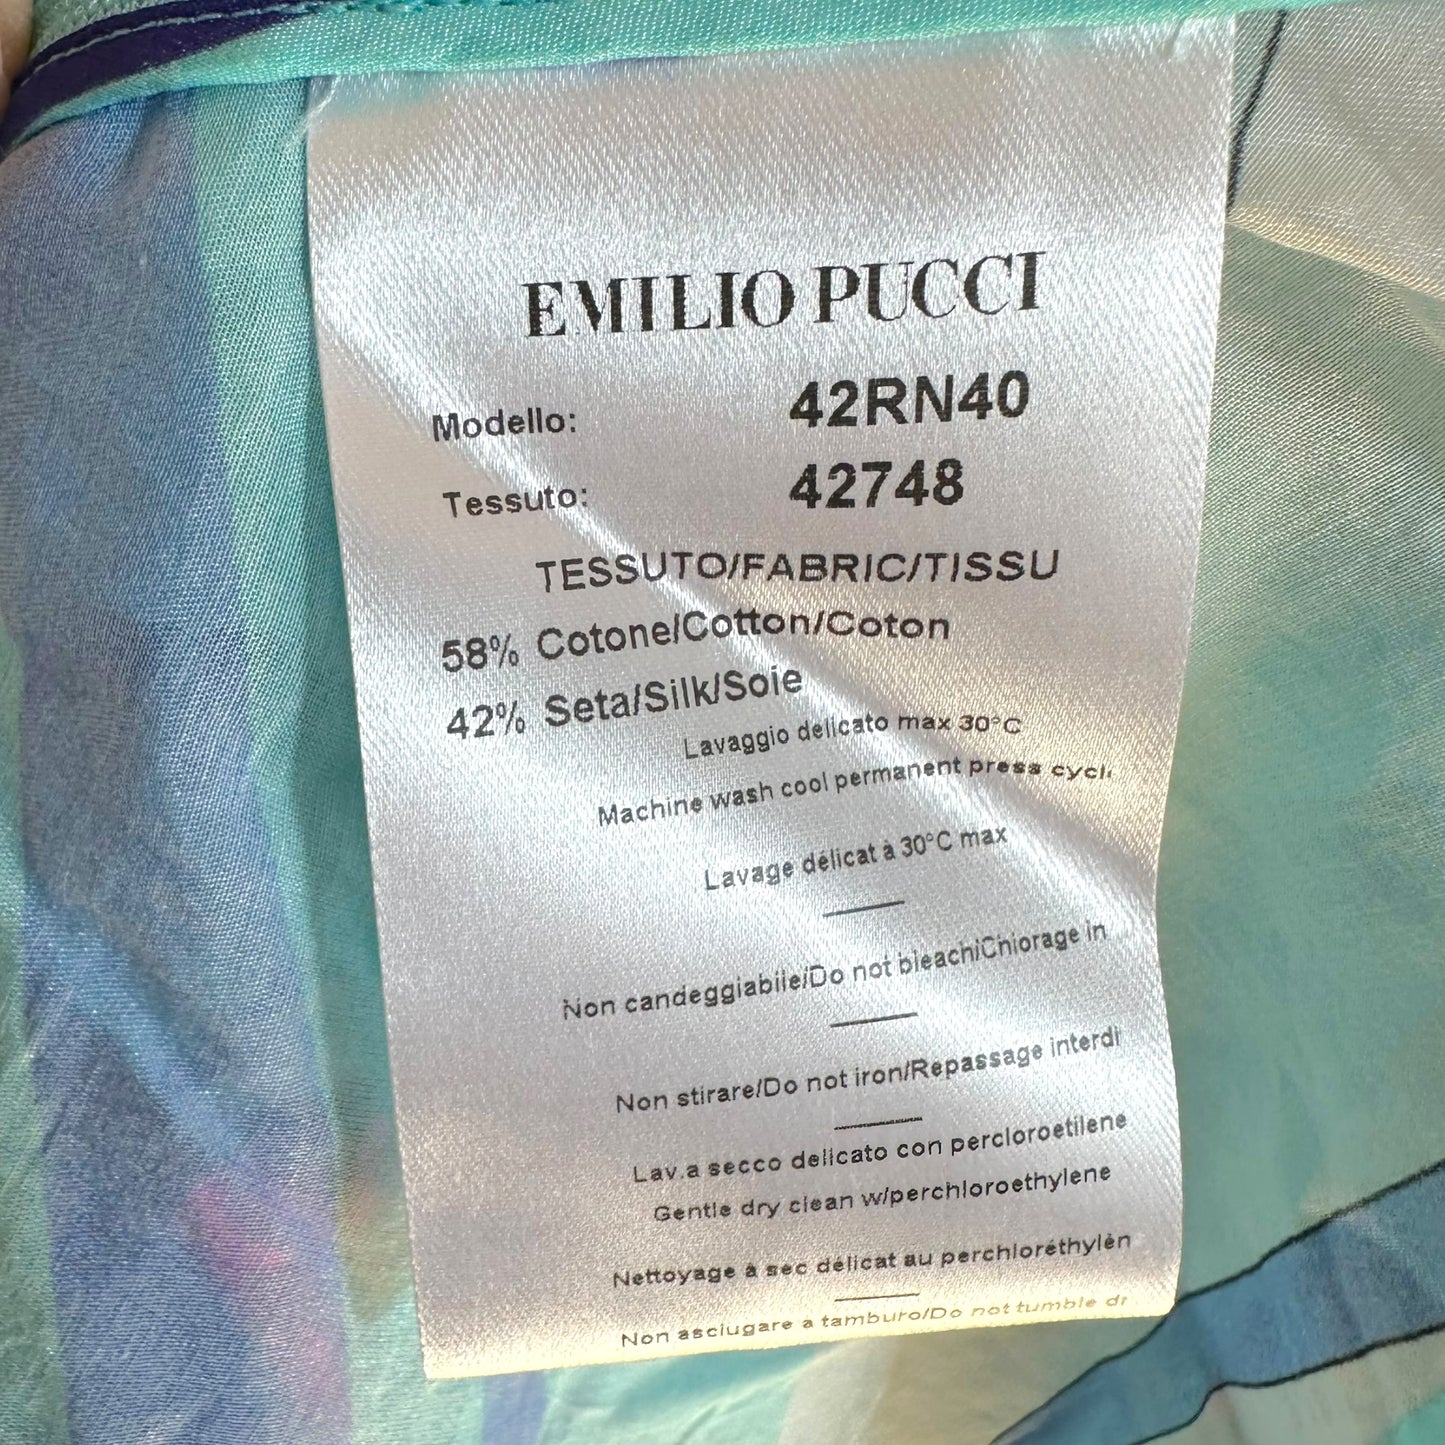 EMILIO PUCCI
Modello: 42RN40
Tessuto: 42748
TESSUTO/FABRIC/TISSU
58% Cotone/Cotton/Coton
42% Seta/Silk/Soie
Lavaggio delicato max 30°C
Machine wash cool permanent press cycl
Lavage délicat à 30°C max
Non candeggiabile/Do not bleach/Chlorage in
Non stirare/Do not iron/Repassage interdi
Lav.a secco delicato con percloroetilene
Gentle dry clean w/perchloroethylene
Nettoyage à sec délicat au perchloréthylèn
Non asciugare a tamburo/Do not tumble dr